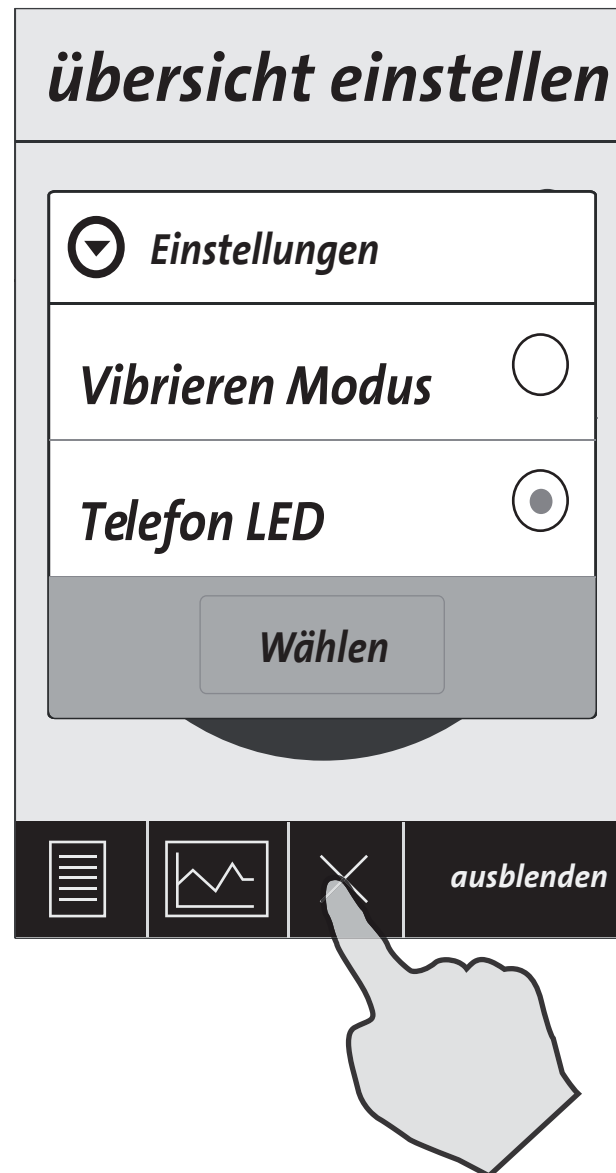 übersicht einstellen
Einstellungen
Vibrieren Modus
Telefon LED
Wählen
ausblenden